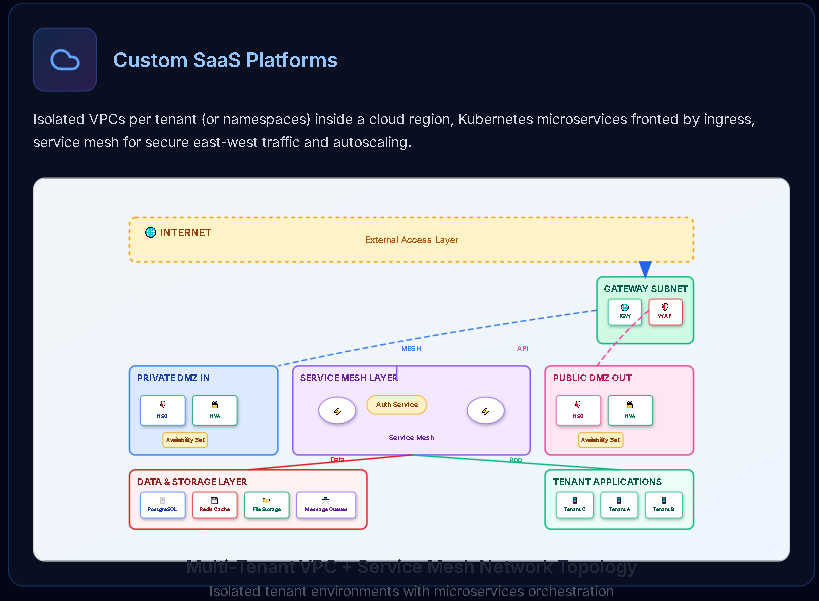 Custom SaaS Platforms
Isolated VPCs per tenant (or namespaces) inside a cloud region, Kubernetes microservices fronted by ingress,
service mesh for secure east-west traffic and autoscaling.
INTERNET
External Access Layer
GATEWAY SUBNET
WAF
MESH
API
PRIVATE DMZ IN
NSG
NVA
Availability Set
SERVICE MESH LAYER
Auth Service
Service Mesh
PUBLIC DMZ OUT
NSG
NVA
Availability Set
Data
App
DATA & STORAGE LAYER
PostgreSQL
Redis Cache
File Storage
Message Queues
TENANT APPLICATIONS
Tenant C
Tenant A
Tenant B
Multi-Tenant VPC + Service Mesh Network Topology
Isolated tenant environments with microservices orchestration